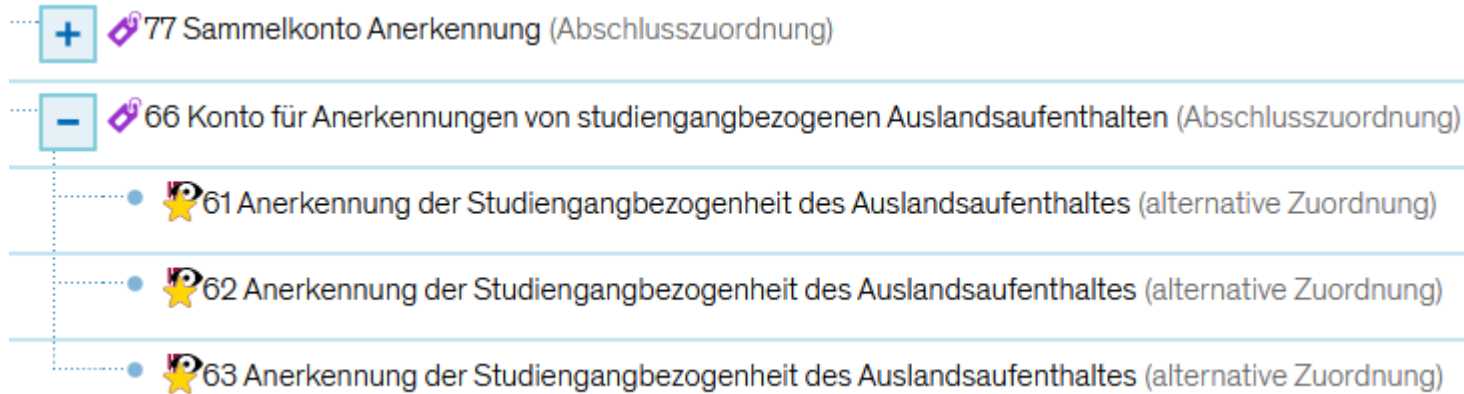 77 Sammelkonto Anerkennung (Abschlusszuordnung)
66 Konto für Anerkennungen von studiengangbezogenen Auslandsaufenthalten (Abschlusszuordnung)
61 Anerkennung der Studiengangbezogenheit des Auslandsaufenthaltes (alternative Zuordnung)
62 Anerkennung der Studiengangbezogenheit des Auslandsaufenthaltes (alternative Zuordnung)
63 Anerkennung der Studiengangbezogenheit des Auslandsaufenthaltes (alternative Zuordnung)